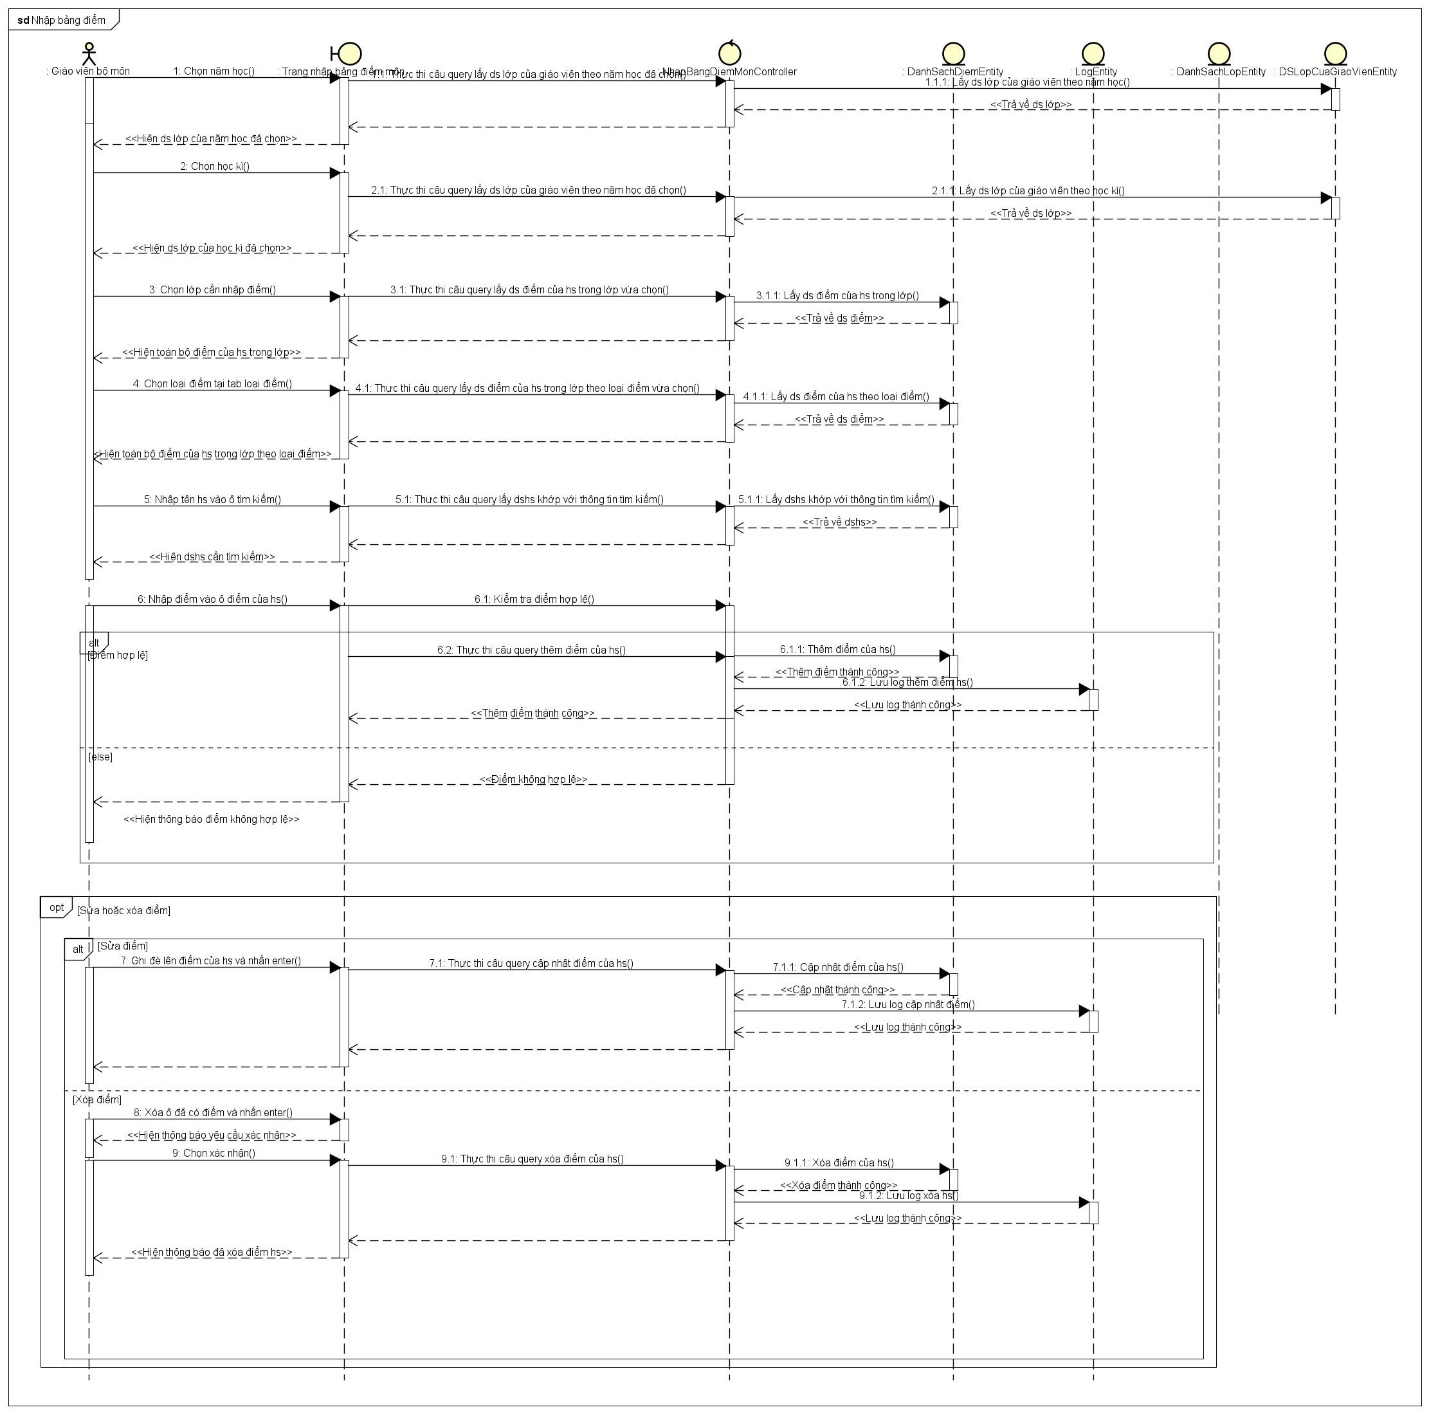 sd Nhập bảng điểm
: Giáo viên bộ môn
: Trang nhập bảng điểm môn
: NhapBangDiemMonController
: DanhSachDiemEntity
: LogEntity
: DanhSachLopEntity
: DSLopCuaGiaoVienEntity
1: Chọn năm học()
1.1: Thực thi câu query lấy ds lớp của giáo viên theo năm học đã chọn()
1.1.1: Lấy ds lớp của giáo viên theo năm học()
<<Trả về ds lớp>>
<<Hiện ds lớp của năm học đã chọn>>
2: Chọn học kì()
2.1: Thực thi câu query lấy ds lớp của giáo viên theo năm học đã chọn()
2.1.1: Lấy ds lớp của giáo viên theo học kì()
<<Trả về ds lớp>>
<<Hiện ds lớp của học kì đã chọn>>
3: Chọn lớp cần nhập điểm()
3.1: Thực thi câu query lấy ds điểm của hs trong lớp vừa chọn()
3.1.1: Lấy ds điểm của hs trong lớp()
<<Trả về ds điểm>>
<<Hiện toàn bộ điểm của hs trong lớp>>
4: Chọn loại điểm tại tab loại điểm()
4.1: Thực thi câu query lấy ds điểm của hs trong lớp theo loại điểm vừa chọn()
4.1.1: Lấy ds điểm của hs theo loại điểm()
<<Trả về ds điểm>>
<<Hiện toàn bộ điểm của hs trong lớp theo loại điểm>>
5: Nhập tên hs vào ô tìm kiếm()
5.1: Thực thi câu query lấy dshs khớp với thông tin tìm kiếm()
5.1.1: Lấy dshs khớp với thông tin tìm kiếm()
<<Trả về dshs>>
<<Hiện dshs cần tìm kiếm>>
6: Nhập điểm vào ô điểm của hs()
6.1: Kiểm tra điểm hợp lệ()
alt
[Điểm hợp lệ]
6.2: Thực thi câu query thêm điểm của hs()
6.1.1: Thêm điểm của hs()
<<Thêm điểm thành công>>
6.1.2: Lưu log thêm điểm hs()
<<Lưu log thành công>>
<<Thêm điểm thành công>>
[else]
<<Điểm không hợp lệ>>
<<Hiện thông báo điểm không hợp lệ>>
opt [Sửa hoặc xóa điểm]
alt [Sửa điểm]
7: Ghi đè lên điểm của hs và nhấn enter()
7.1: Thực thi câu query cập nhật điểm của hs()
7.1.1: Cập nhật điểm của hs()
<<Cập nhật thành công>>
7.1.2: Lưu log cập nhật điểm()
<<Lưu log thành công>>
[Xóa điểm]
8: Xóa ô đã có điểm và nhấn enter()
<<Hiện thông báo yêu cầu xác nhận>>
9: Chọn xác nhận()
9.1: Thực thi câu query xóa điểm của hs()
9.1.1: Xóa điểm của hs()
<<Xóa điểm thành công>>
9.1.2: Lưu log xóa hs()
<<Lưu log thành công>>
<<Hiện thông báo đã xóa điểm hs>>